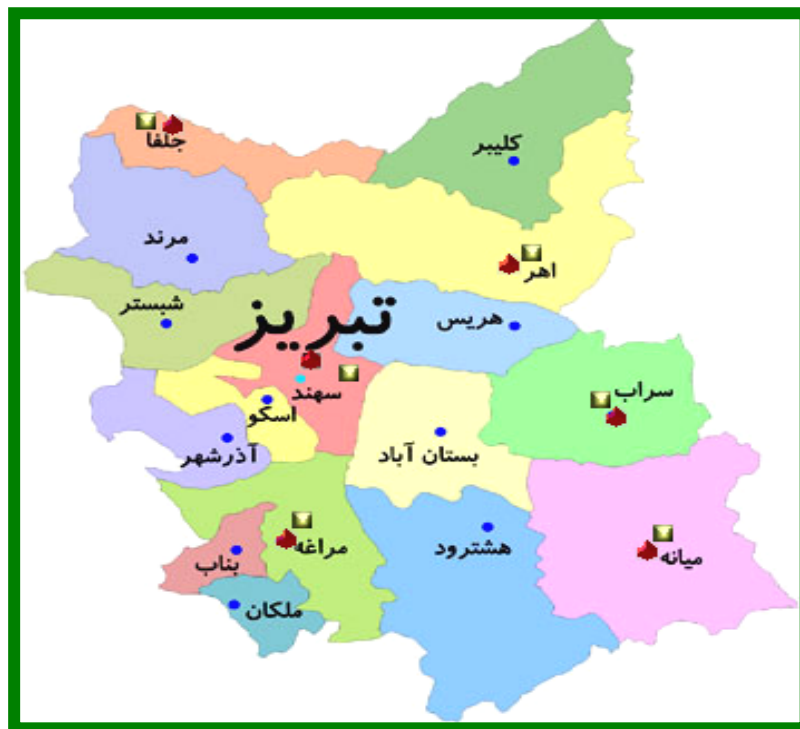 جلفا
کلیبر
مرند
اهر
شبستر
تبریز
هریس
سهند
سراب
اسکو
آذرشهر
بستان آباد
هشترود
مراغه
میانه
بناب
ملکان